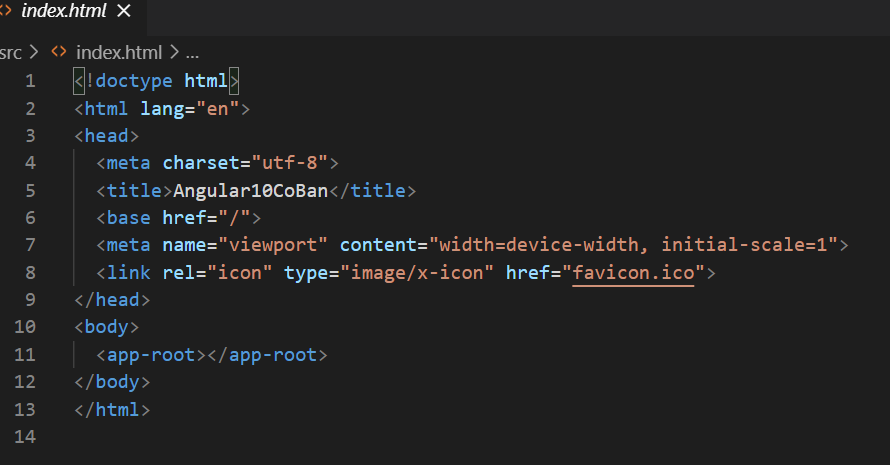 index.html ×
src > index.html > ...
1 <!doctype html>
2 <html lang="en">
3 <head>
4   <meta charset="utf-8">
5   <title>Angular10CoBan</title>
6   <base href="/">
7   <meta name="viewport" content="width=device-width, initial-scale=1">
8   <link rel="icon" type="image/x-icon" href="favicon.ico">
9 </head>
10 <body>
11   <app-root></app-root>
12 </body>
13 </html>
14